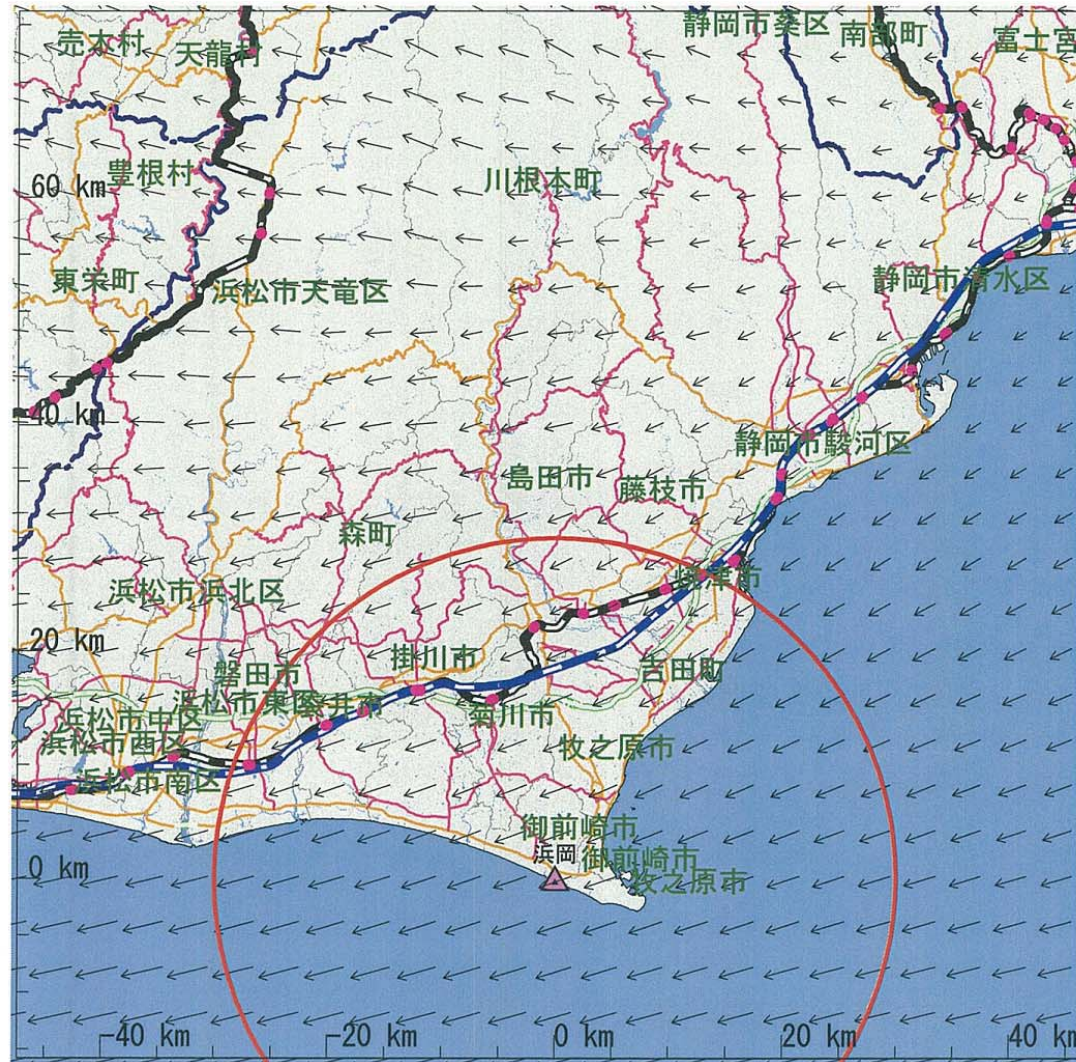 静岡市葵区
南部町
富士宮
売木村
天龍村
豊根村
60 km
川根本町
東栄町
浜松市天竜区
静岡市清水区
40 km
静岡市駿河区
島田市
藤枝市
森町
焼津市
浜松市浜北区
20 km
掛川市
磐田市
吉田町
浜松市東区
袋井市
菊川市
浜松市中区
浜松市西区
牧之原市
浜松市南区
御前崎市
浜岡
御前崎市
0 km
牧之原市
-40 km
-20 km
0 km
20 km
40 km